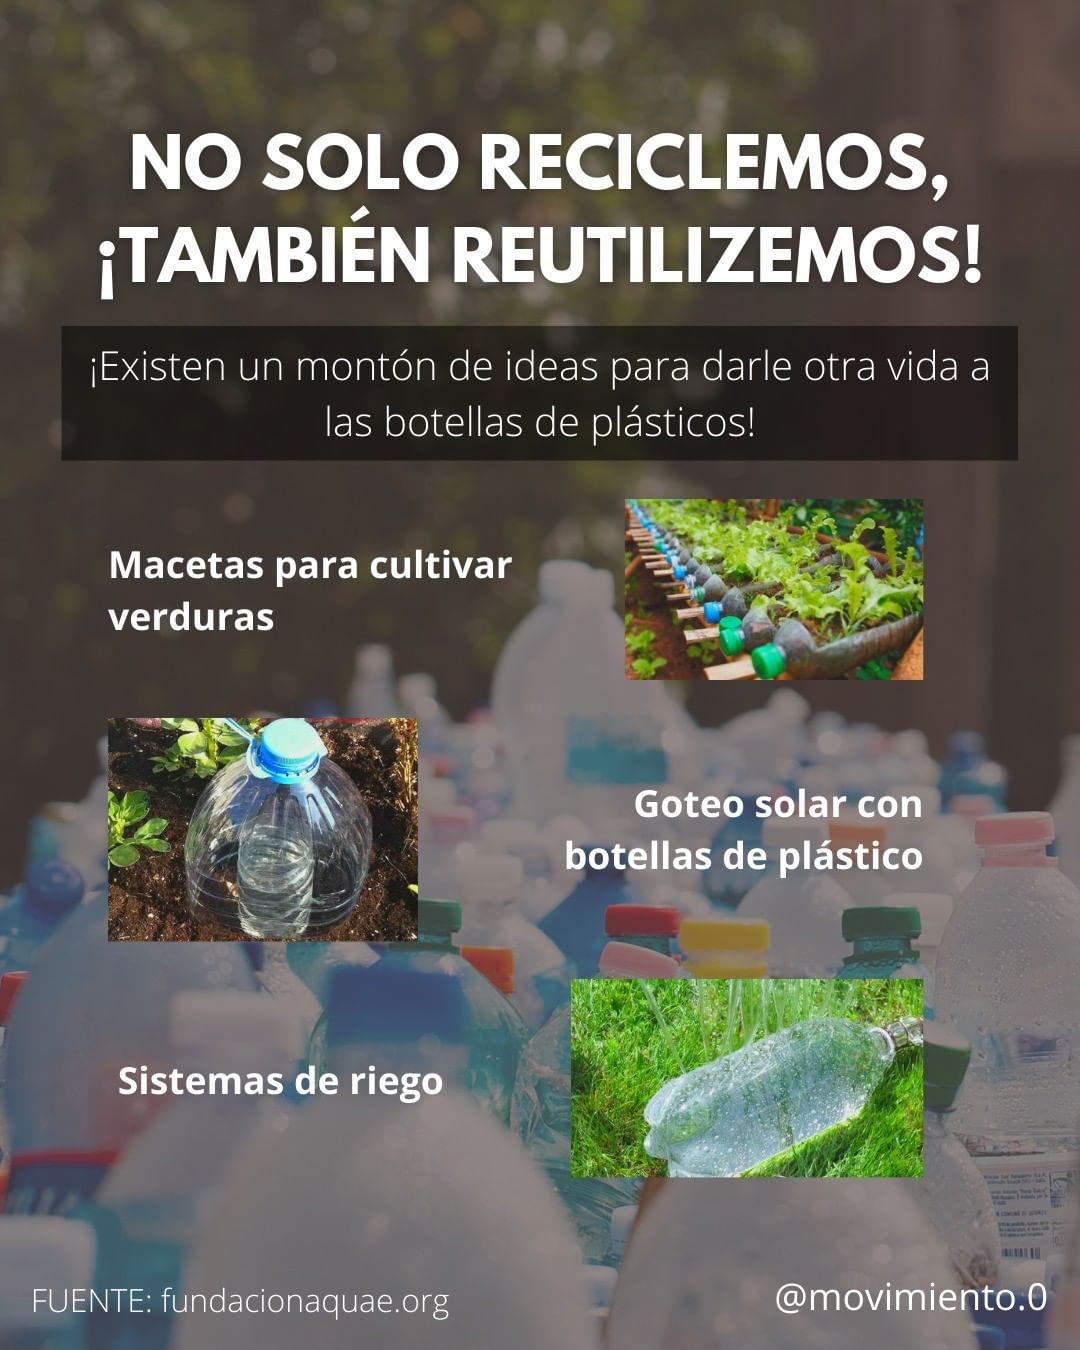 NO SOLO RECICLEMOS,
¡TAMBIÉN REUTILIZEMOS!
¡Existen un montón de ideas para darle otra vida a
las botellas de plásticos!
Macetas para cultivar
verduras
Goteo solar con
botellas de plástico
Sistemas de riego
FUENTE: fundacionaquae.org
@movimiento.0